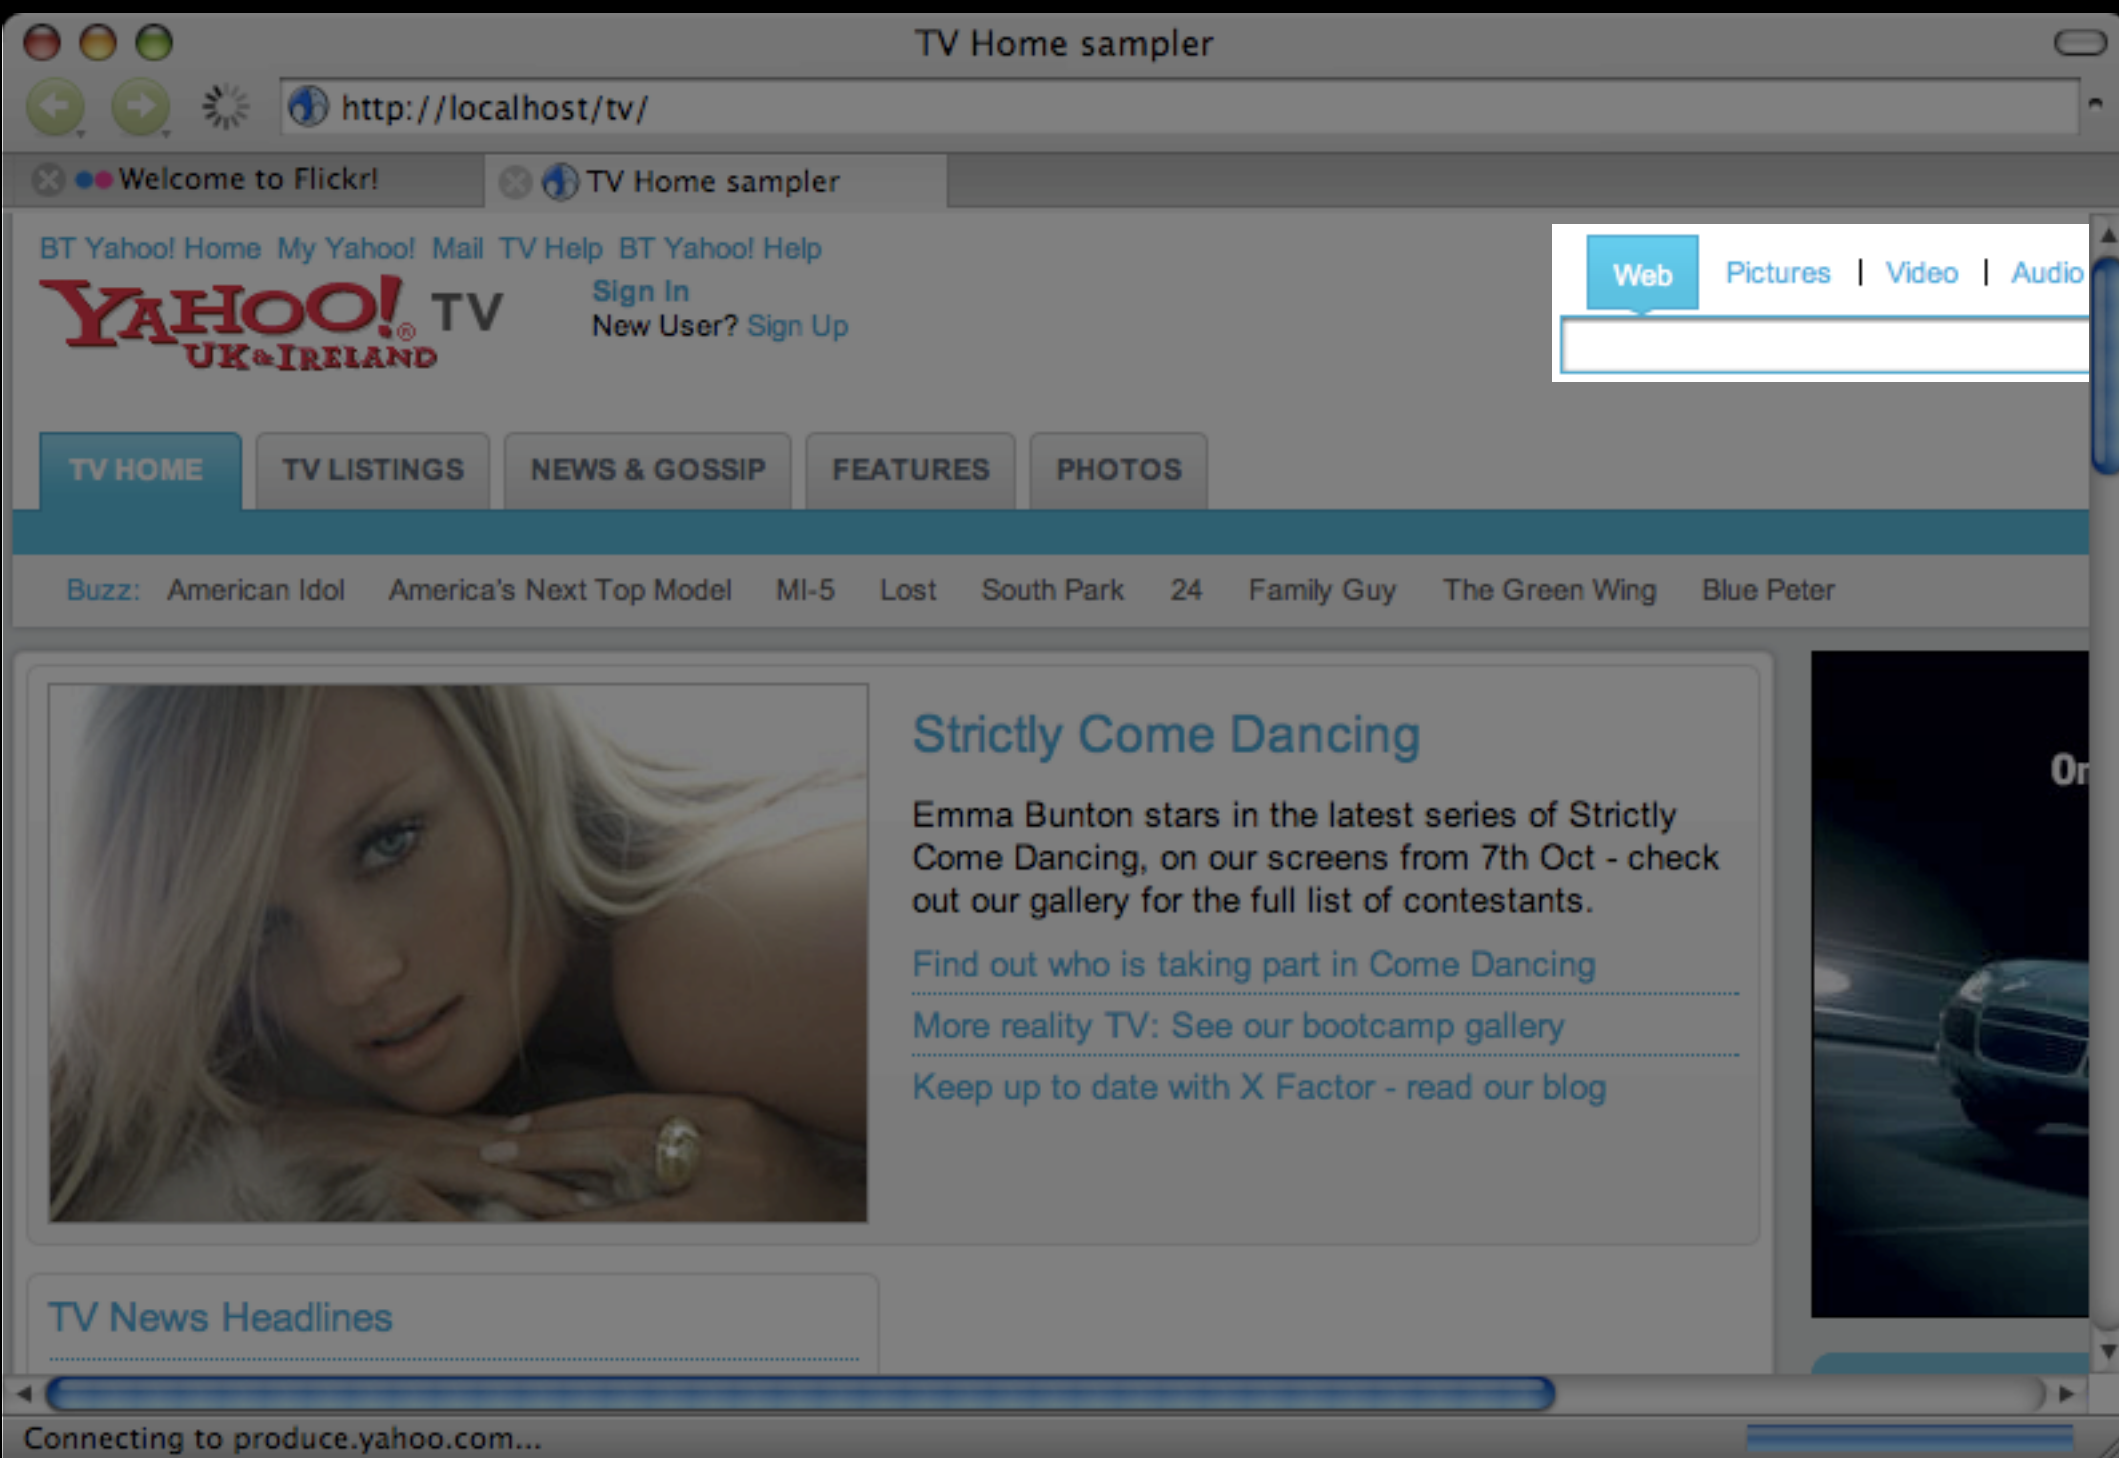 TV Home sampler
http://localhost/tv/
Welcome to Flickr!
TV Home sampler
BT Yahoo! Home My Yahoo! Mail TV Help BT Yahoo! Help
YAHOO!® TV
UK & IRELAND
Sign In
New User? Sign Up
Web Pictures | Video | Audio
TV HOME TV LISTINGS NEWS & GOSSIP FEATURES PHOTOS
Buzz: American Idol America's Next Top Model MI-5 Lost South Park 24 Family Guy The Green Wing Blue Peter
Strictly Come Dancing
Emma Bunton stars in the latest series of Strictly
Come Dancing, on our screens from 7th Oct - check
out our gallery for the full list of contestants.
Find out who is taking part in Come Dancing
More reality TV: See our bootcamp gallery
Keep up to date with X Factor - read our blog
TV News Headlines
Connecting to produce.yahoo.com...